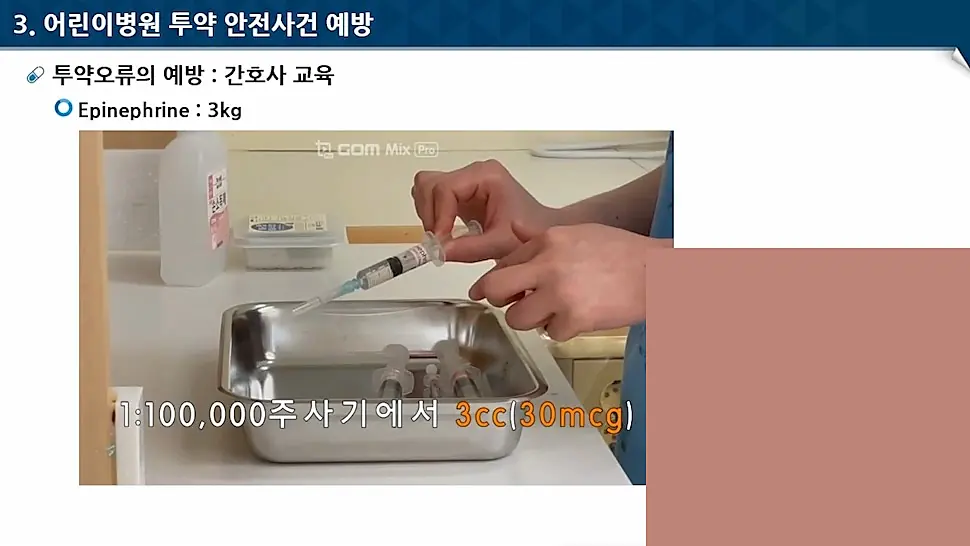 3. 어린이병원 투약 안전사건 예방
투약오류의 예방 : 간호사 교육
Epinephrine : 3kg
GOM Mix Pro
1:100,000주사기에서 3cc(30mcg)